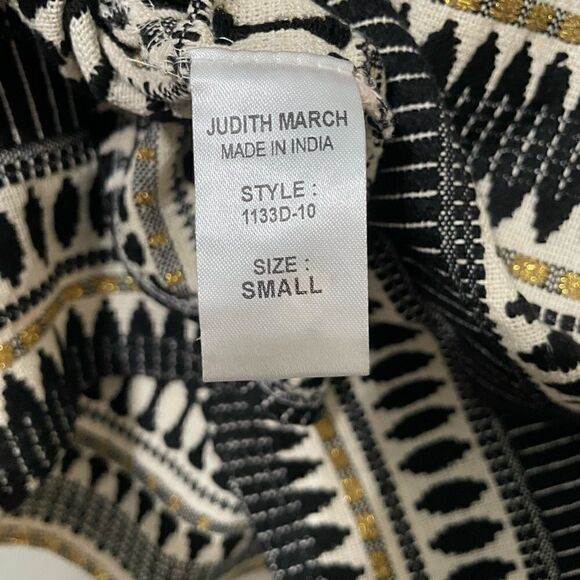 JUDITH MARCH
MADE IN INDIA
STYLE :
1133D-10
SIZE :
SMALL